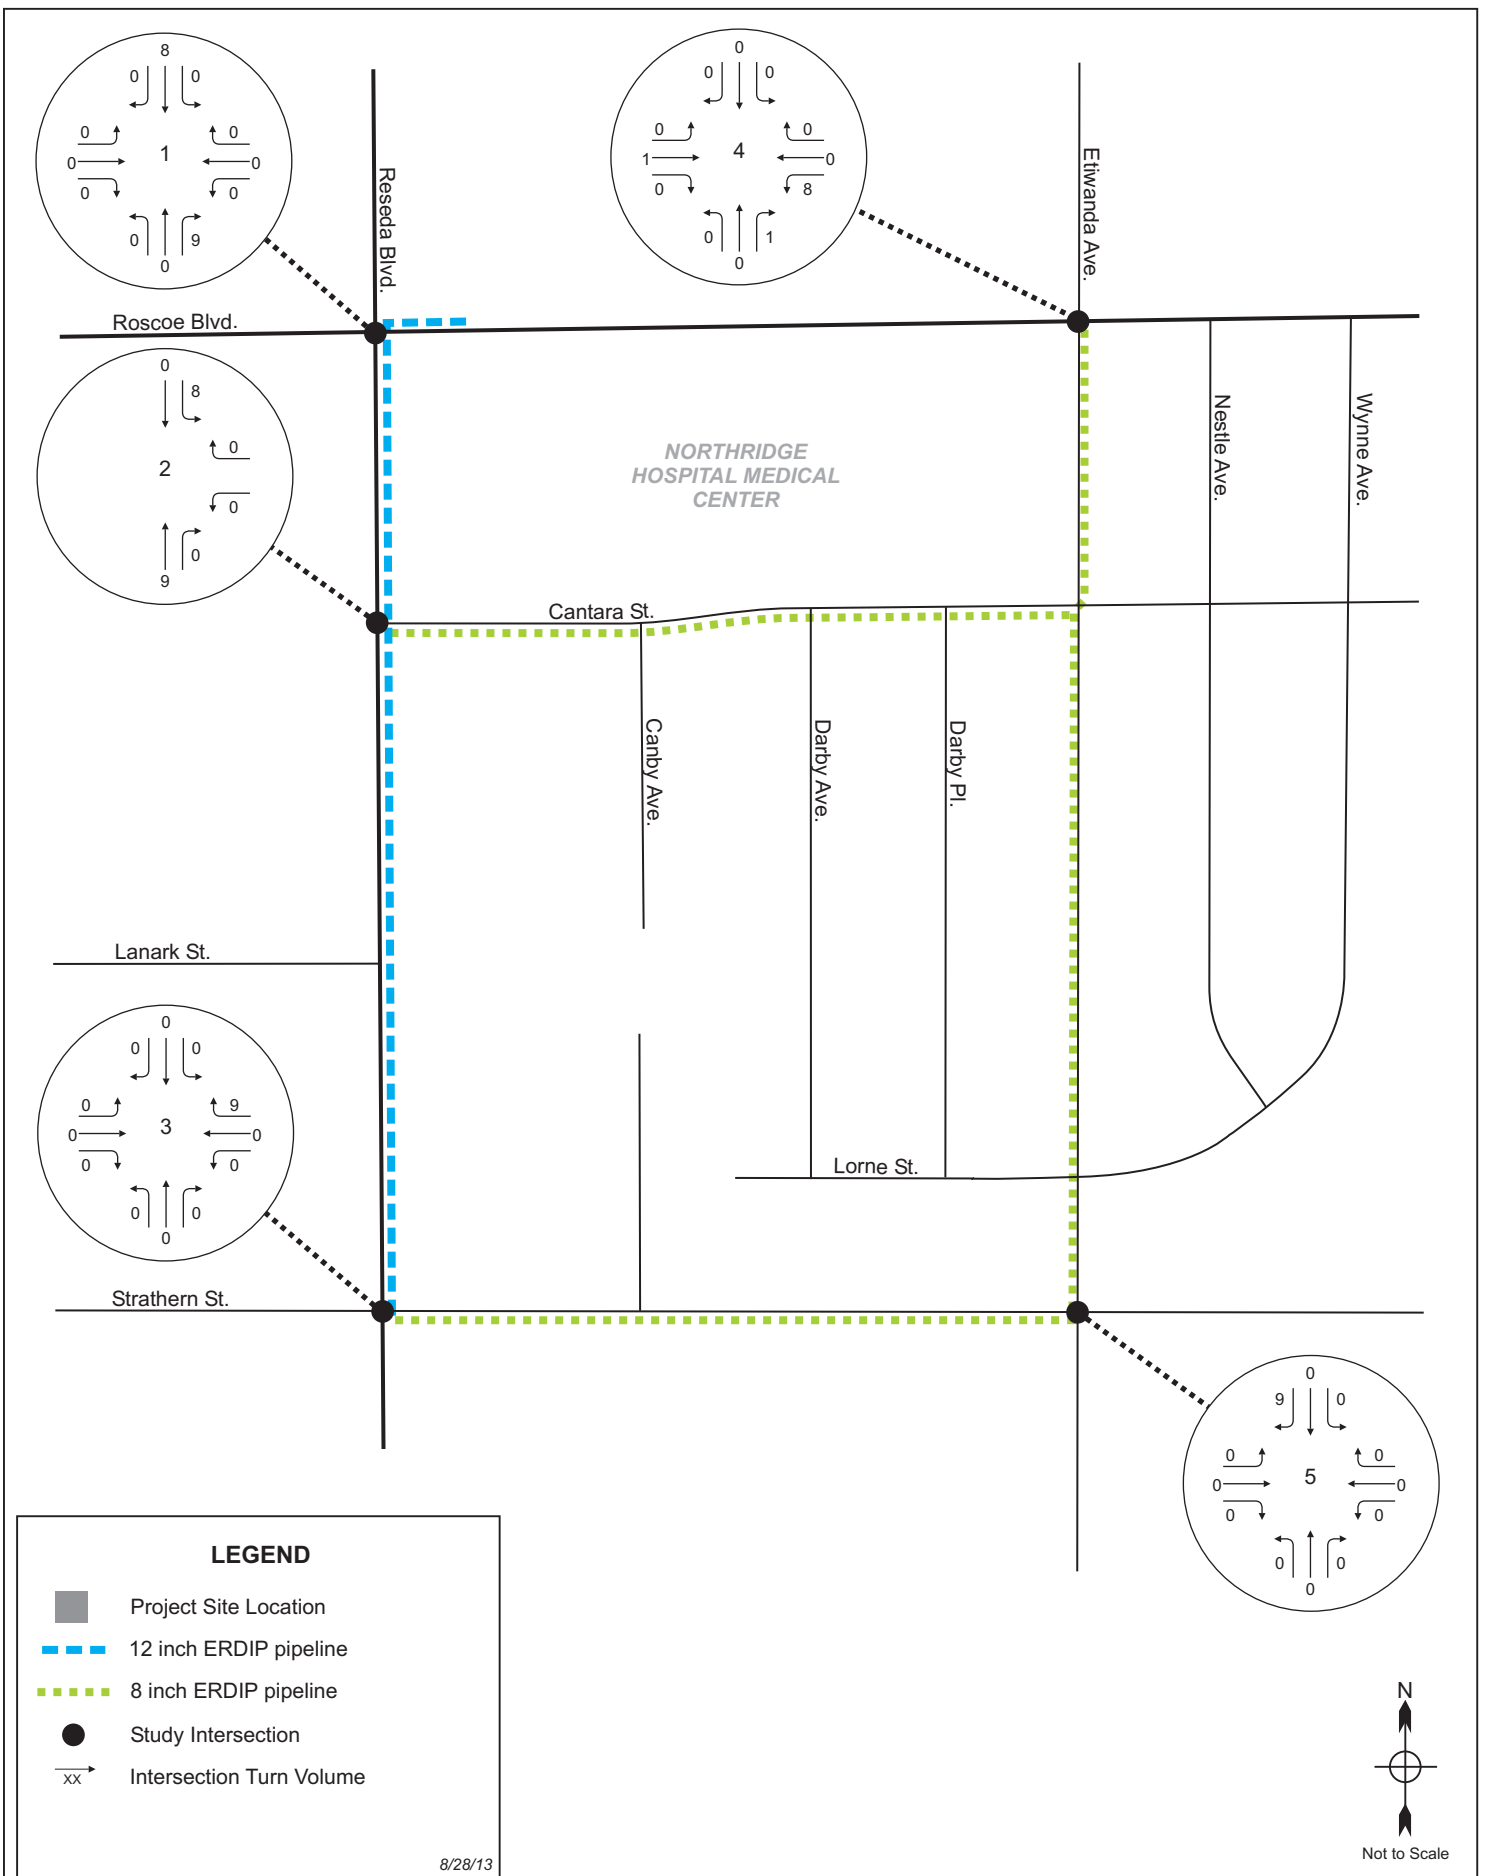 8
0 0
0 0
0 1 0
0 0
0 9
0
0
0 0
0 0
1 4 0
0 8
0 1
0
Reseda Blvd.
Etiwanda Ave.
Roscoe Blvd.
0
8
0
2
0
0
9
NORTHRIDGE
HOSPITAL MEDICAL
CENTER
Nestle Ave.
Wynne Ave.
Cantara St.
Canby Ave.
Darby Ave.
Darby Pl.
Lanark St.
0
0 0
0 9
0 3 0
0 0
0 0
0
Lorne St.
Strathern St.
0
9 0
0 0
0 5 0
0 0
0 0
0
LEGEND
Project Site Location
12 inch ERDIP pipeline
8 inch ERDIP pipeline
Study Intersection
XX Intersection Turn Volume
8/28/13
N
Not to Scale